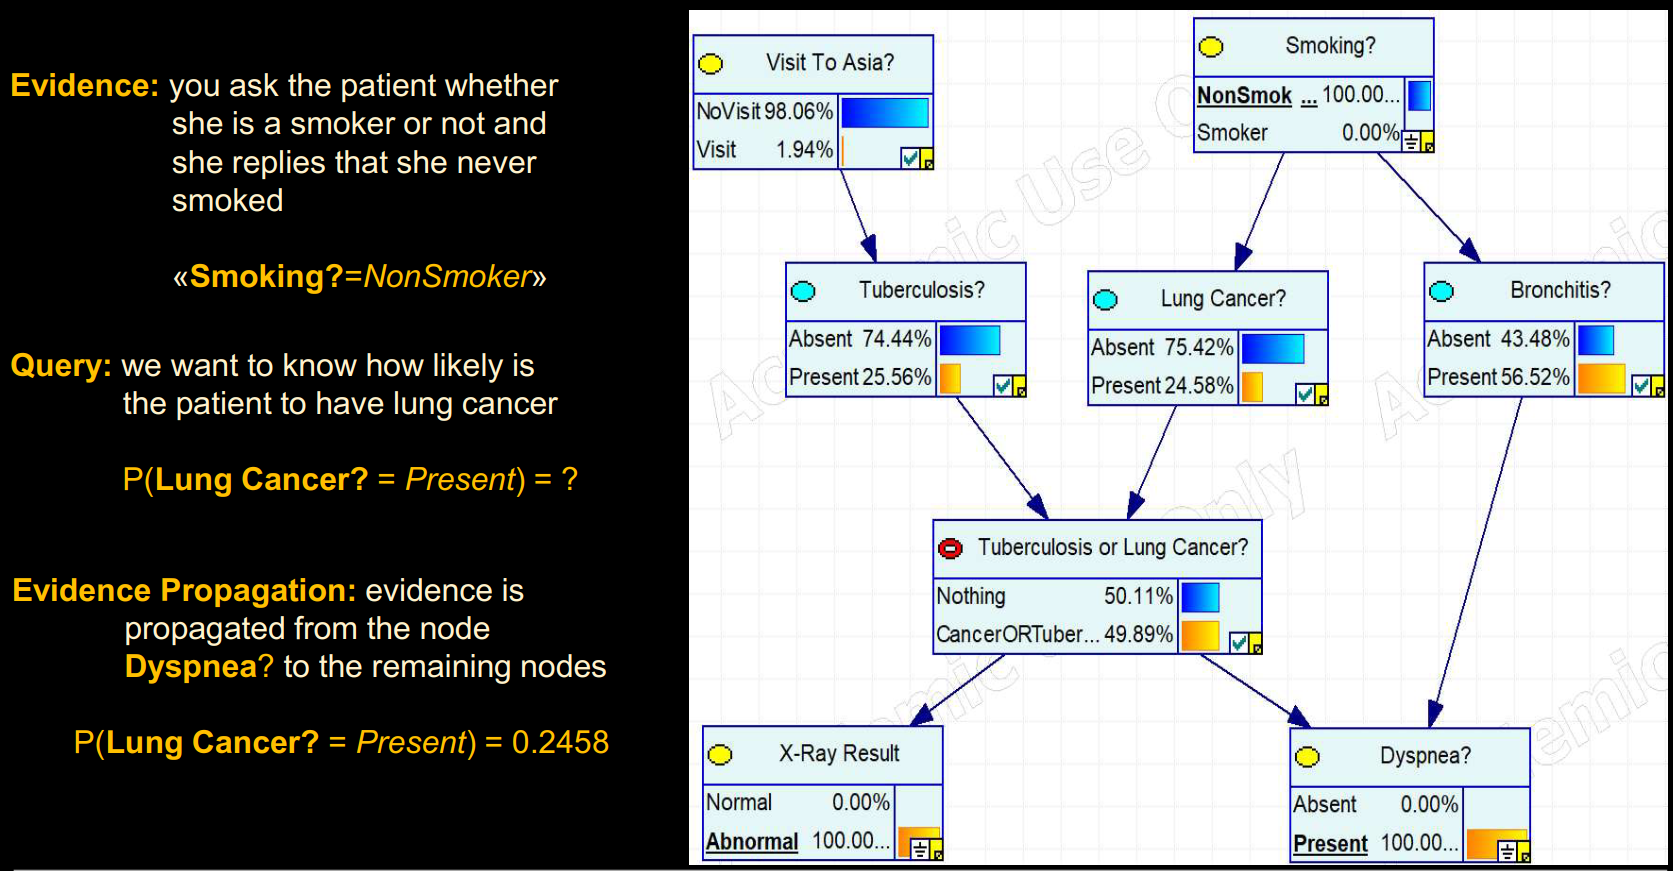 Evidence: you ask the patient whether
she is a smoker or not and
she replies that she never
smoked
«Smoking?=NonSmoker»
Query: we want to know how likely is
the patient to have lung cancer
P(Lung Cancer? = Present) = ?
Evidence Propagation: evidence is
propagated from the node
Dyspnea? to the remaining nodes
P(Lung Cancer? = Present) = 0.2458
Visit To Asia?
NoVisit 98.06%
Visit 1.94%
Smoking?
NonSmok ... 100.00...
Smoker 0.00%
Tuberculosis?
Absent 74.44%
Present 25.56%
Lung Cancer?
Absent 75.42%
Present 24.58%
Bronchitis?
Absent 43.48%
Present 56.52%
Tuberculosis or Lung Cancer?
Nothing 50.11%
CancerORTuber... 49.89%
X-Ray Result
Normal 0.00%
Abnormal 100.00...
Dyspnea?
Absent 0.00%
Present 100.00...